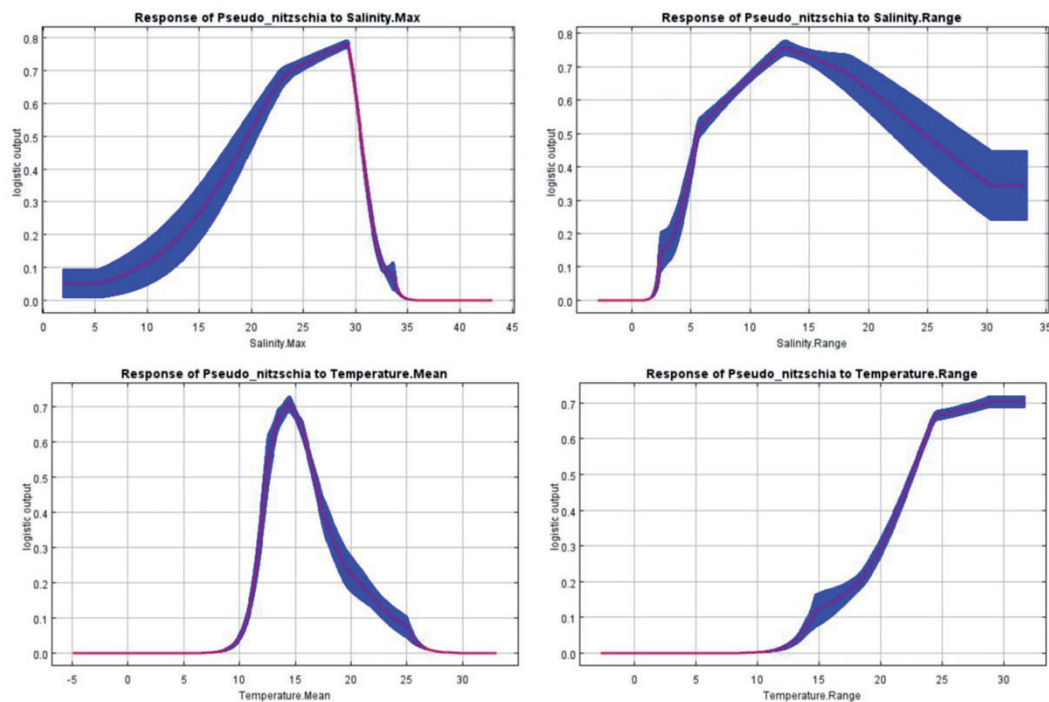 Response of Pseudo_nitzschia to Salinity.Max
0.8
0.7
0.6
0.5
0.4
0.3
0.2
0.1
0.0
logistic output
0 5 10 15 20 25 30 35 40 45
Salinity.Max
Response of Pseudo_nitzschia to Salinity.Range
0.8
0.7
0.6
0.5
0.4
0.3
0.2
0.1
0.0
logistic output
0 5 10 15 20 25 30 35
Salinity.Range
Response of Pseudo_nitzschia to Temperature.Mean
0.7
0.6
0.5
0.4
0.3
0.2
0.1
0.0
logistic output
-5 0 5 10 15 20 25 30
Temperature.Mean
Response of Pseudo_nitzschia to Temperature.Range
0.7
0.6
0.5
0.4
0.3
0.2
0.1
0.0
logistic output
0 5 10 15 20 25 30
Temperature.Range